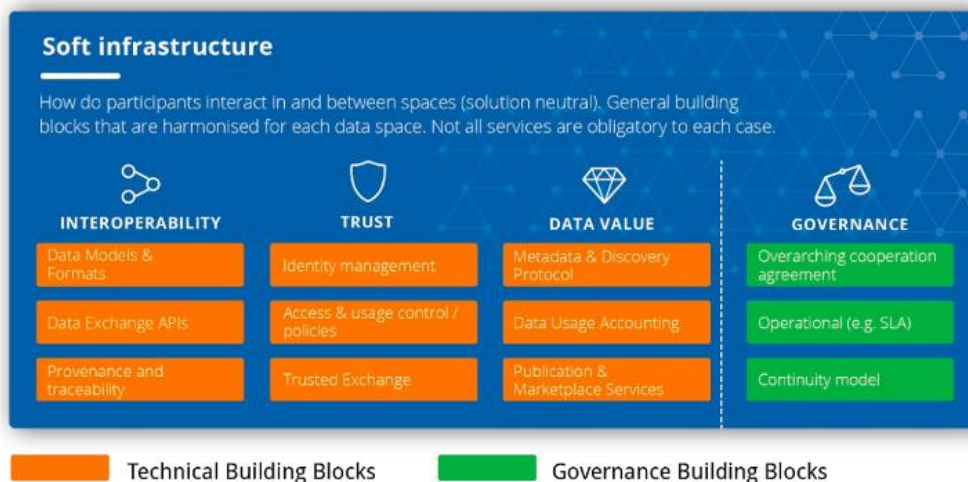 Soft infrastructure
How do participants interact in and between spaces (solution neutral). General building
blocks that are harmonised for each data space. Not all services are obligatory to each case.
INTEROPERABILITY
Data Models &
Formats
Data Exchange APIs
Provenance and
traceability
TRUST
Identity management
Access & usage control /
policies
Trusted Exchange
DATA VALUE
Metadata & Discovery
Protocol
Data Usage Accounting
Publication &
Marketplace Services
GOVERNANCE
Overarching cooperation
agreement
Operational (e.g. SLA)
Continuity model
Technical Building Blocks
Governance Building Blocks